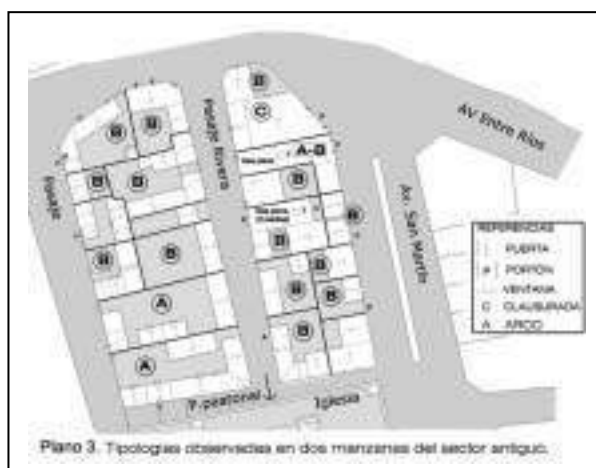 B
B
B
C
AV Entre Ríos
Pasaje Rivero
A-B
B
B
B
Pasaje
B
Av. San Martín
REFERENCIAS
PUERTA
PORTÓN
VENTANA
C CLAUSURADA
A ARCO
B
B
B
B
A
B
B
B
A
P. peatonal
Iglesia
Plano 3. Tipologías observadas en dos manzanas del sector antiguo.